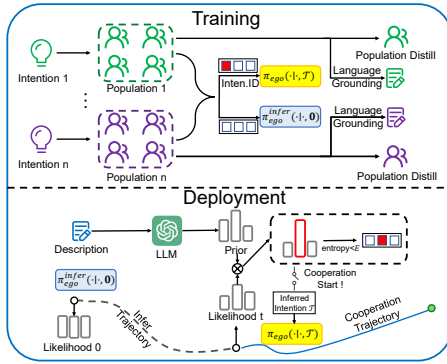 Training
Intention 1
Population 1
Inten.ID
π_ego(·|·,𝒯)
π_ego^infer(·|·,𝟎)
Population Distill
Language
Grounding
Language
Grounding
Intention n
Population n
Population Distill
Deployment
Description
LLM
Prior
entropy<E
Cooperation
Start !
π_ego^infer(·|·,𝟎)
Likelihood 0
Infer
Trajectory
Likelihood t
Inferred
Intention 𝒯
π_ego(·|·,𝒯)
Cooperation
Trajectory